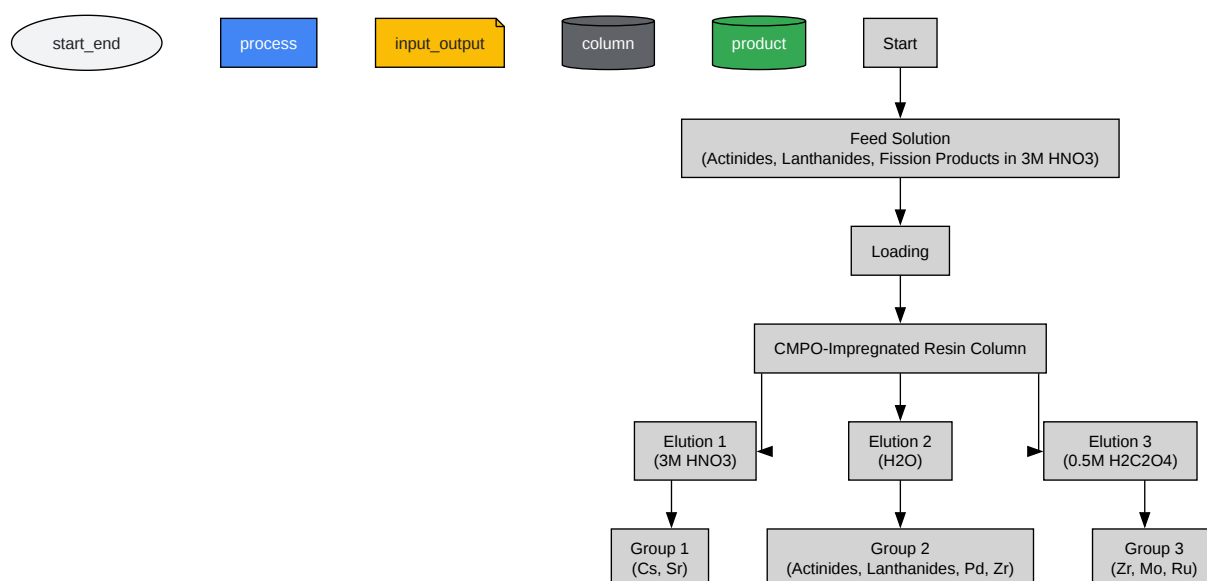 start_end
process
input_output
column
product
Start
Feed Solution
(Actinides, Lanthanides, Fission Products in 3M HNO3)
Loading
CMPO-Impregnated Resin Column
Elution 1
(3M HNO3)
Elution 2
(H2O)
Elution 3
(0.5M H2C2O4)
Group 1
(Cs, Sr)
Group 2
(Actinides, Lanthanides, Pd, Zr)
Group 3
(Zr, Mo, Ru)